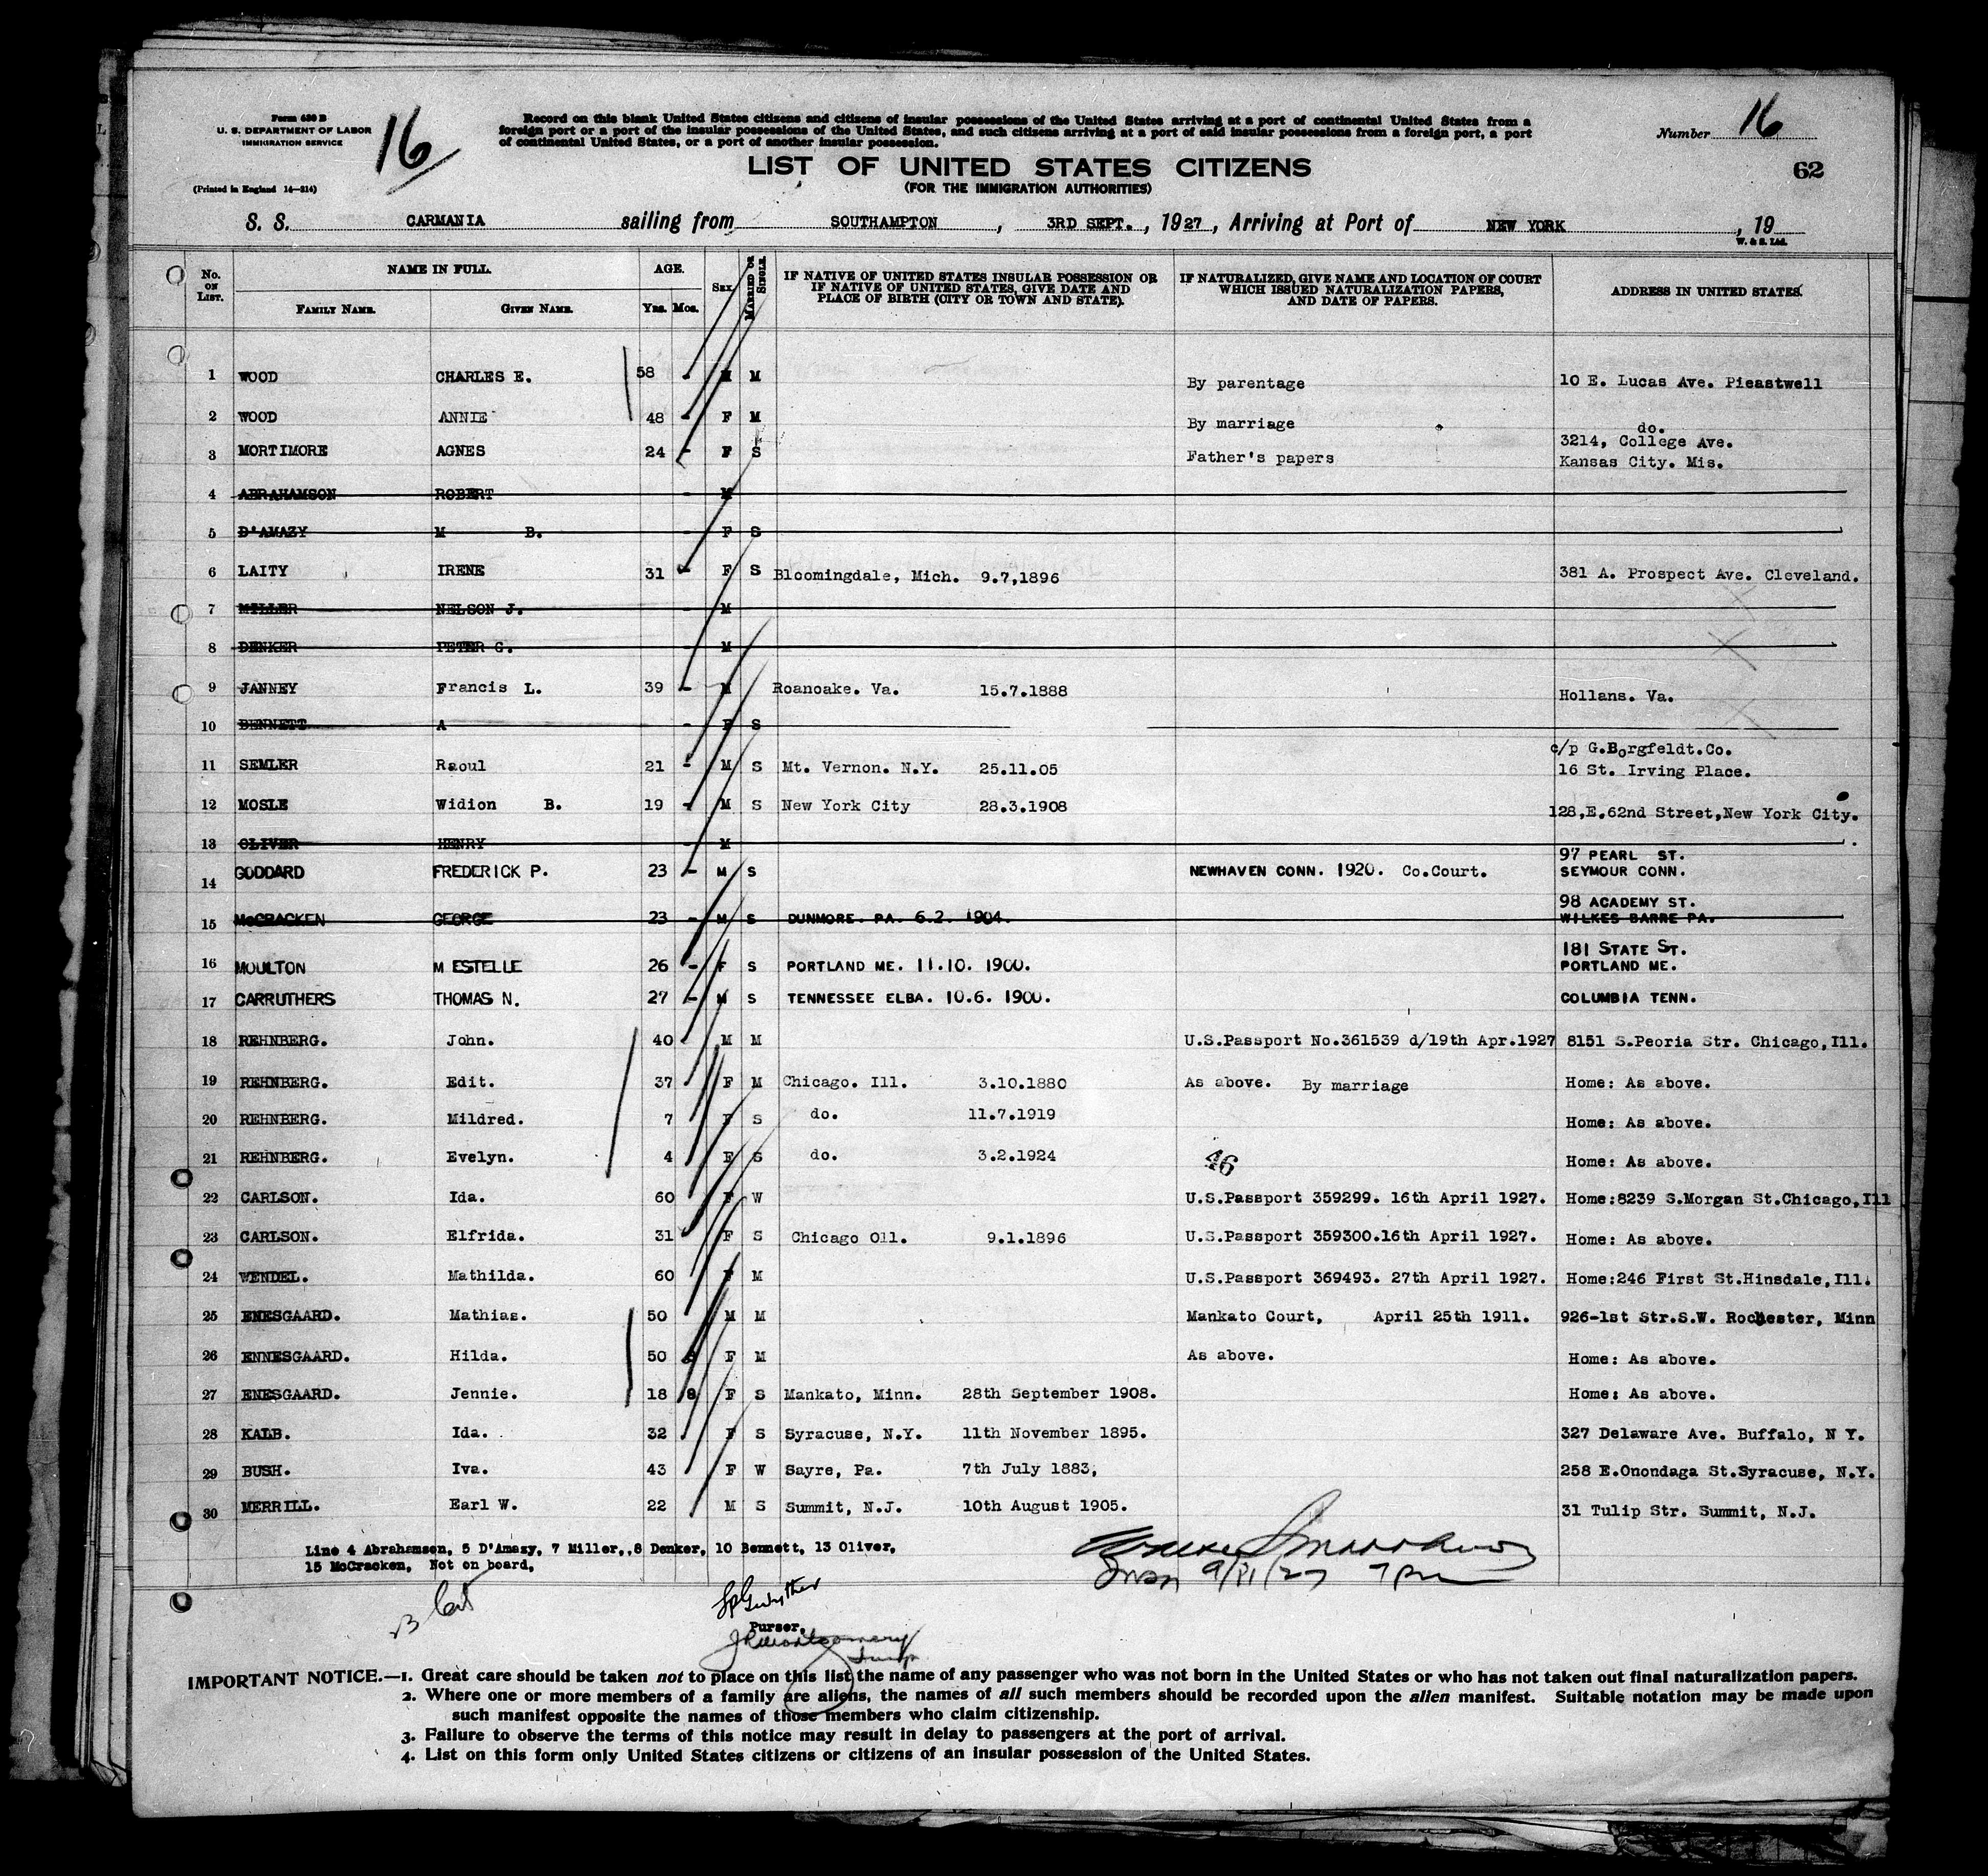 Form 630 B
U. S. DEPARTMENT OF LABOR
IMMIGRATION SERVICE
(Printed in England 14—214)
16
Record on this blank United States citizens and citizens of insular possessions of the United States arriving at a port of continental United States from a
foreign port or a port of the insular possessions of the United States, and such citizens arriving at a port of said insular possessions from a foreign port, a port
of continental United States, or a port of another insular possession.
Number 16
LIST OF UNITED STATES CITIZENS
62
(FOR THE IMMIGRATION AUTHORITIES)
S. S. CARMANIA sailing from SOUTHAMPTON, 3RD SEPT., 1927, Arriving at Port of NEW YORK, 19
W. & S. Ltd.
No. ON LIST. NAME IN FULL. FAMILY NAME. GIVEN NAME. AGE. Yrs. Mos. SEX. MARRIED OR SINGLE. IF NATIVE OF UNITED STATES INSULAR POSSESSION OR IF NATIVE OF UNITED STATES, GIVE DATE AND PLACE OF BIRTH (CITY OR TOWN AND STATE). IF NATURALIZED, GIVE NAME AND LOCATION OF COURT WHICH ISSUED NATURALIZATION PAPERS, AND DATE OF PAPERS. ADDRESS IN UNITED STATES.
1 WOOD CHARLES E. 58 - M M By parentage 10 E. Lucas Ave. Pieastwell
2 WOOD ANNIE 48 - F M By marriage do.
3 MORTIMORE AGNES 24 - F S Father's papers 3214, College Ave. Kansas City. Mis.
4 ABRAHAMSON ROBERT - M
5 D'AMAZY M B. - F S
6 LAITY IRENE 31 - F S Bloomingdale, Mich. 9.7,1896 381 A. Prospect Ave. Cleveland.
7 MILLER NELSON J. - M
8 DENKER PETER G. - M
9 JANNEY Francis L. 39 - M Roanoake. Va. 15.7.1888 Hollans. Va.
10 BENNETT A - F S
11 SEMLER Raoul 21 - M S Mt. Vernon. N.Y. 25.11.05 c/p G.Borgfeldt.Co. 16 St. Irving Place.
12 MOSLE Widion B. 19 - M S New York City 28.3.1908 128,E.62nd Street,New York City.
13 OLIVER HENRY - M
14 GODDARD FREDERICK P. 23 - M S NEWHAVEN CONN. 1920. Co.Court. 97 PEARL ST. SEYMOUR CONN.
15 McCRACKEN GEORGE 23 - M S DUNMORE. PA. 6.2. 1904. 98 ACADEMY ST. WILKES BARRE PA.
16 MOULTON M ESTELLE 26 - F S PORTLAND ME. 11.10. 1900. 181 STATE ST. PORTLAND ME.
17 CARRUTHERS THOMAS N. 27 - M S TENNESSEE ELBA. 10.6. 1900. COLUMBIA TENN.
18 REHNBERG. John. 40 M M U.S.Passport No.361539 d/19th Apr.1927 8151 S.Peoria Str. Chicago,Ill.
19 REHNBERG. Edit. 37 F M Chicago. Ill. 3.10.1880 As above. By marriage Home: As above.
20 REHNBERG. Mildred. 7 F S do. 11.7.1919 Home: As above.
21 REHNBERG. Evelyn. 4 F S do. 3.2.1924 46 Home: As above.
22 CARLSON. Ida. 60 F W U.S.Passport 359299. 16th April 1927. Home:8239 S.Morgan St.Chicago,Ill
23 CARLSON. Elfrida. 31 F S Chicago Oll. 9.1.1896 U.S.Passport 359300.16th April 1927. Home: As above.
24 WENDEL. Mathilda. 60 F M U.S.Passport 369493. 27th April 1927. Home:246 First St.Hinsdale,Ill.
25 ENESGAARD. Mathias. 50 M M Mankato Court, April 25th 1911. 926-1st Str.S.W. Rochester, Minn
26 ENNESGAARD. Hilda. 50 8 F M As above. Home: As above.
27 ENESGAARD. Jennie. 18 8 F S Mankato, Minn. 28th September 1908. Home: As above.
28 KALB. Ida. 32 F S Syracuse, N.Y. 11th November 1895. 327 Delaware Ave. Buffalo, N Y.
29 BUSH. Iva. 43 F W Sayre, Pa. 7th July 1883, 258 E.Onondaga St.Syracuse, N.Y.
30 MERRILL. Earl W. 22 M S Summit, N.J. 10th August 1905. 31 Tulip Str. Summit, N.J.
Line 4 Abrahamsen, 5 D'Amazy, 7 Miller,,8 Denker, 10 Bennett, 13 Oliver,
15 McCracken, Not on board,
9/11/27 7 Pm
Purser,
JRMontgomery
IMPORTANT NOTICE.—1. Great care should be taken not to place on this list the name of any passenger who was not born in the United States or who has not taken out final naturalization papers.
2. Where one or more members of a family are aliens, the names of all such members should be recorded upon the alien manifest. Suitable notation may be made upon
such manifest opposite the names of those members who claim citizenship.
3. Failure to observe the terms of this notice may result in delay to passengers at the port of arrival.
4. List on this form only United States citizens or citizens of an insular possession of the United States.